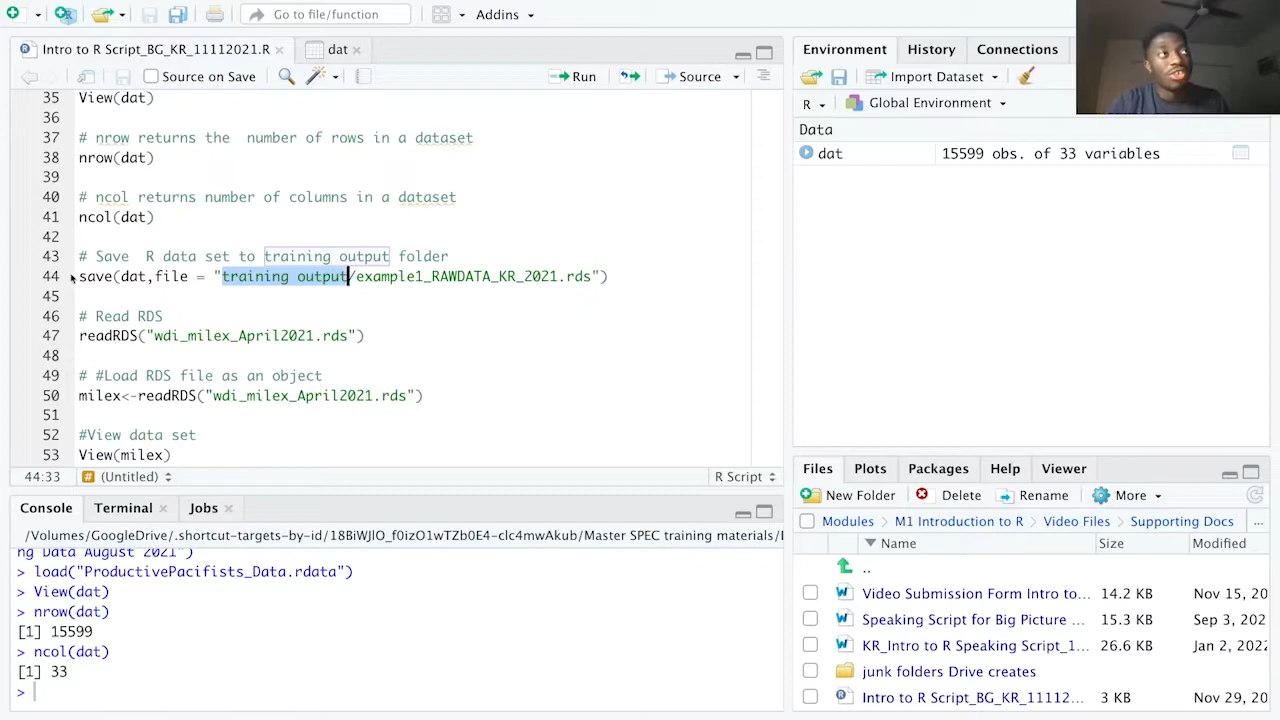 Go to file/function
Addins
Intro to R Script_BG_KR_11112021.R
dat
Source on Save
Run
Source
35 View(dat)
36
37 # nrow returns the  number of rows in a dataset
38 nrow(dat)
39
40 # ncol returns number of columns in a dataset
41 ncol(dat)
42
43 # Save  R data set to training output folder
44 save(dat,file = "training output/example1_RAWDATA_KR_2021.rds")
45
46 # Read RDS
47 readRDS("wdi_milex_April2021.rds")
48
49 # #Load RDS file as an object
50 milex<-readRDS("wdi_milex_April2021.rds")
51
52 #View data set
53 View(milex)
44:33 # (Untitled) R Script
Console Terminal Jobs
/Volumes/GoogleDrive/.shortcut-targets-by-id/18BiWJlO_f0izO1wTZb0E4-clc4mwAkub/Master SPEC training materials/
ng Data August 2021")
> load("ProductivePacifists_Data.rdata")
> View(dat)
> nrow(dat)
[1] 15599
> ncol(dat)
[1] 33
>
Environment History Connections
Import Dataset
R Global Environment
Data
dat 15599 obs. of 33 variables
Files Plots Packages Help Viewer
New Folder Delete Rename More
Modules > M1 Introduction to R > Video Files > Supporting Docs ...
Name Size Modified
..
Video Submission Form Intro to... 14.2 KB Nov 15, 20
Speaking Script for Big Picture ... 15.3 KB Sep 3, 202
KR_Intro to R Speaking Script_1... 26.6 KB Jan 2, 2022
junk folders Drive creates
Intro to R Script_BG_KR_11112... 3 KB Nov 29, 20